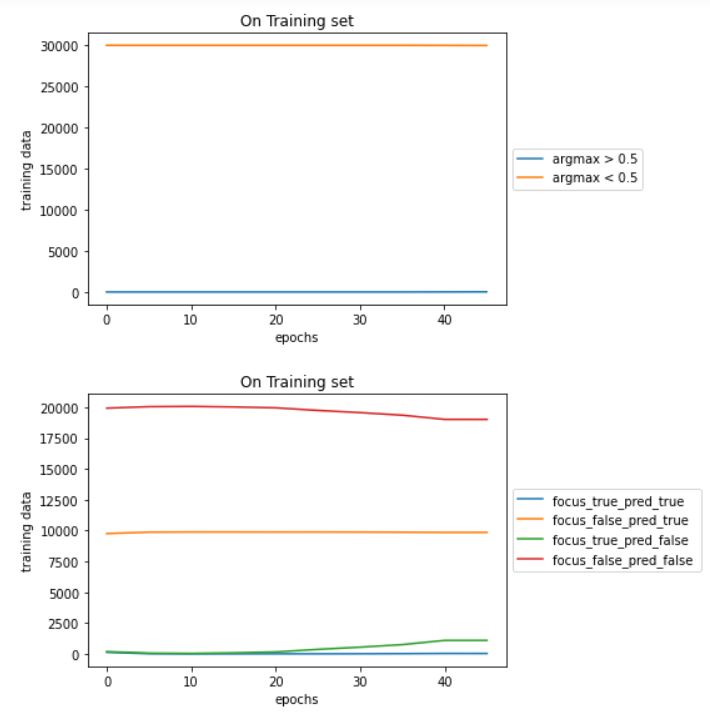 On Training set
30000
25000
20000
15000
10000
5000
0
training data
0 10 20 30 40
epochs
argmax > 0.5
argmax < 0.5
On Training set
20000
17500
15000
12500
10000
7500
5000
2500
0
training data
0 10 20 30 40
epochs
focus_true_pred_true
focus_false_pred_true
focus_true_pred_false
focus_false_pred_false